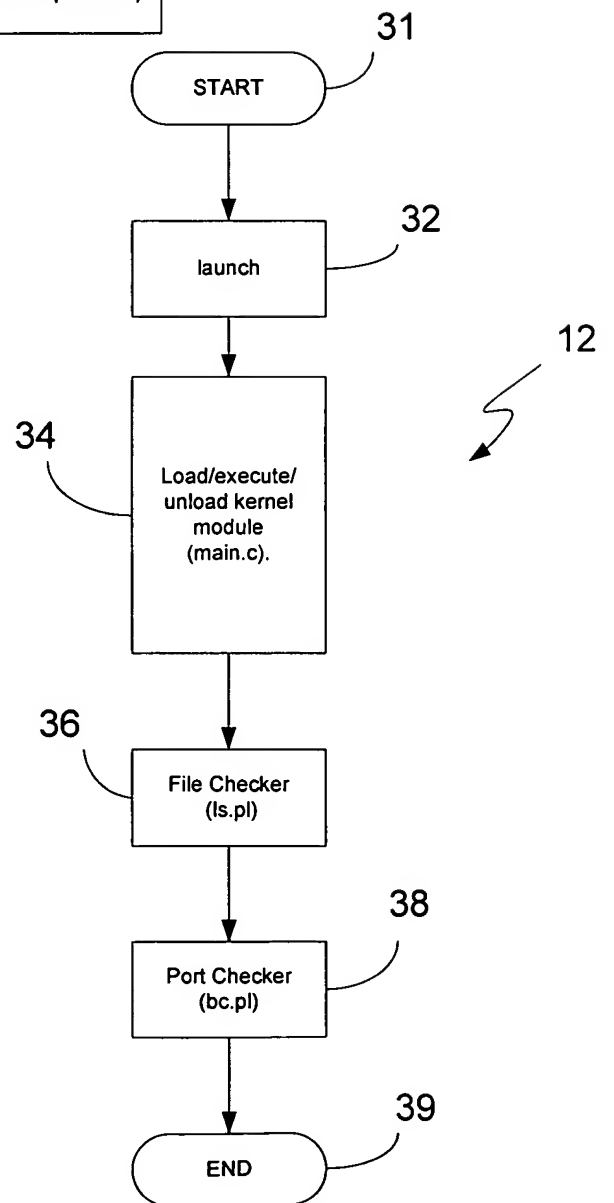 31
START
32
launch
12
34
Load/execute/
unload kernel
module
(main.c).
36
File Checker
(ls.pl)
38
Port Checker
(bc.pl)
39
END